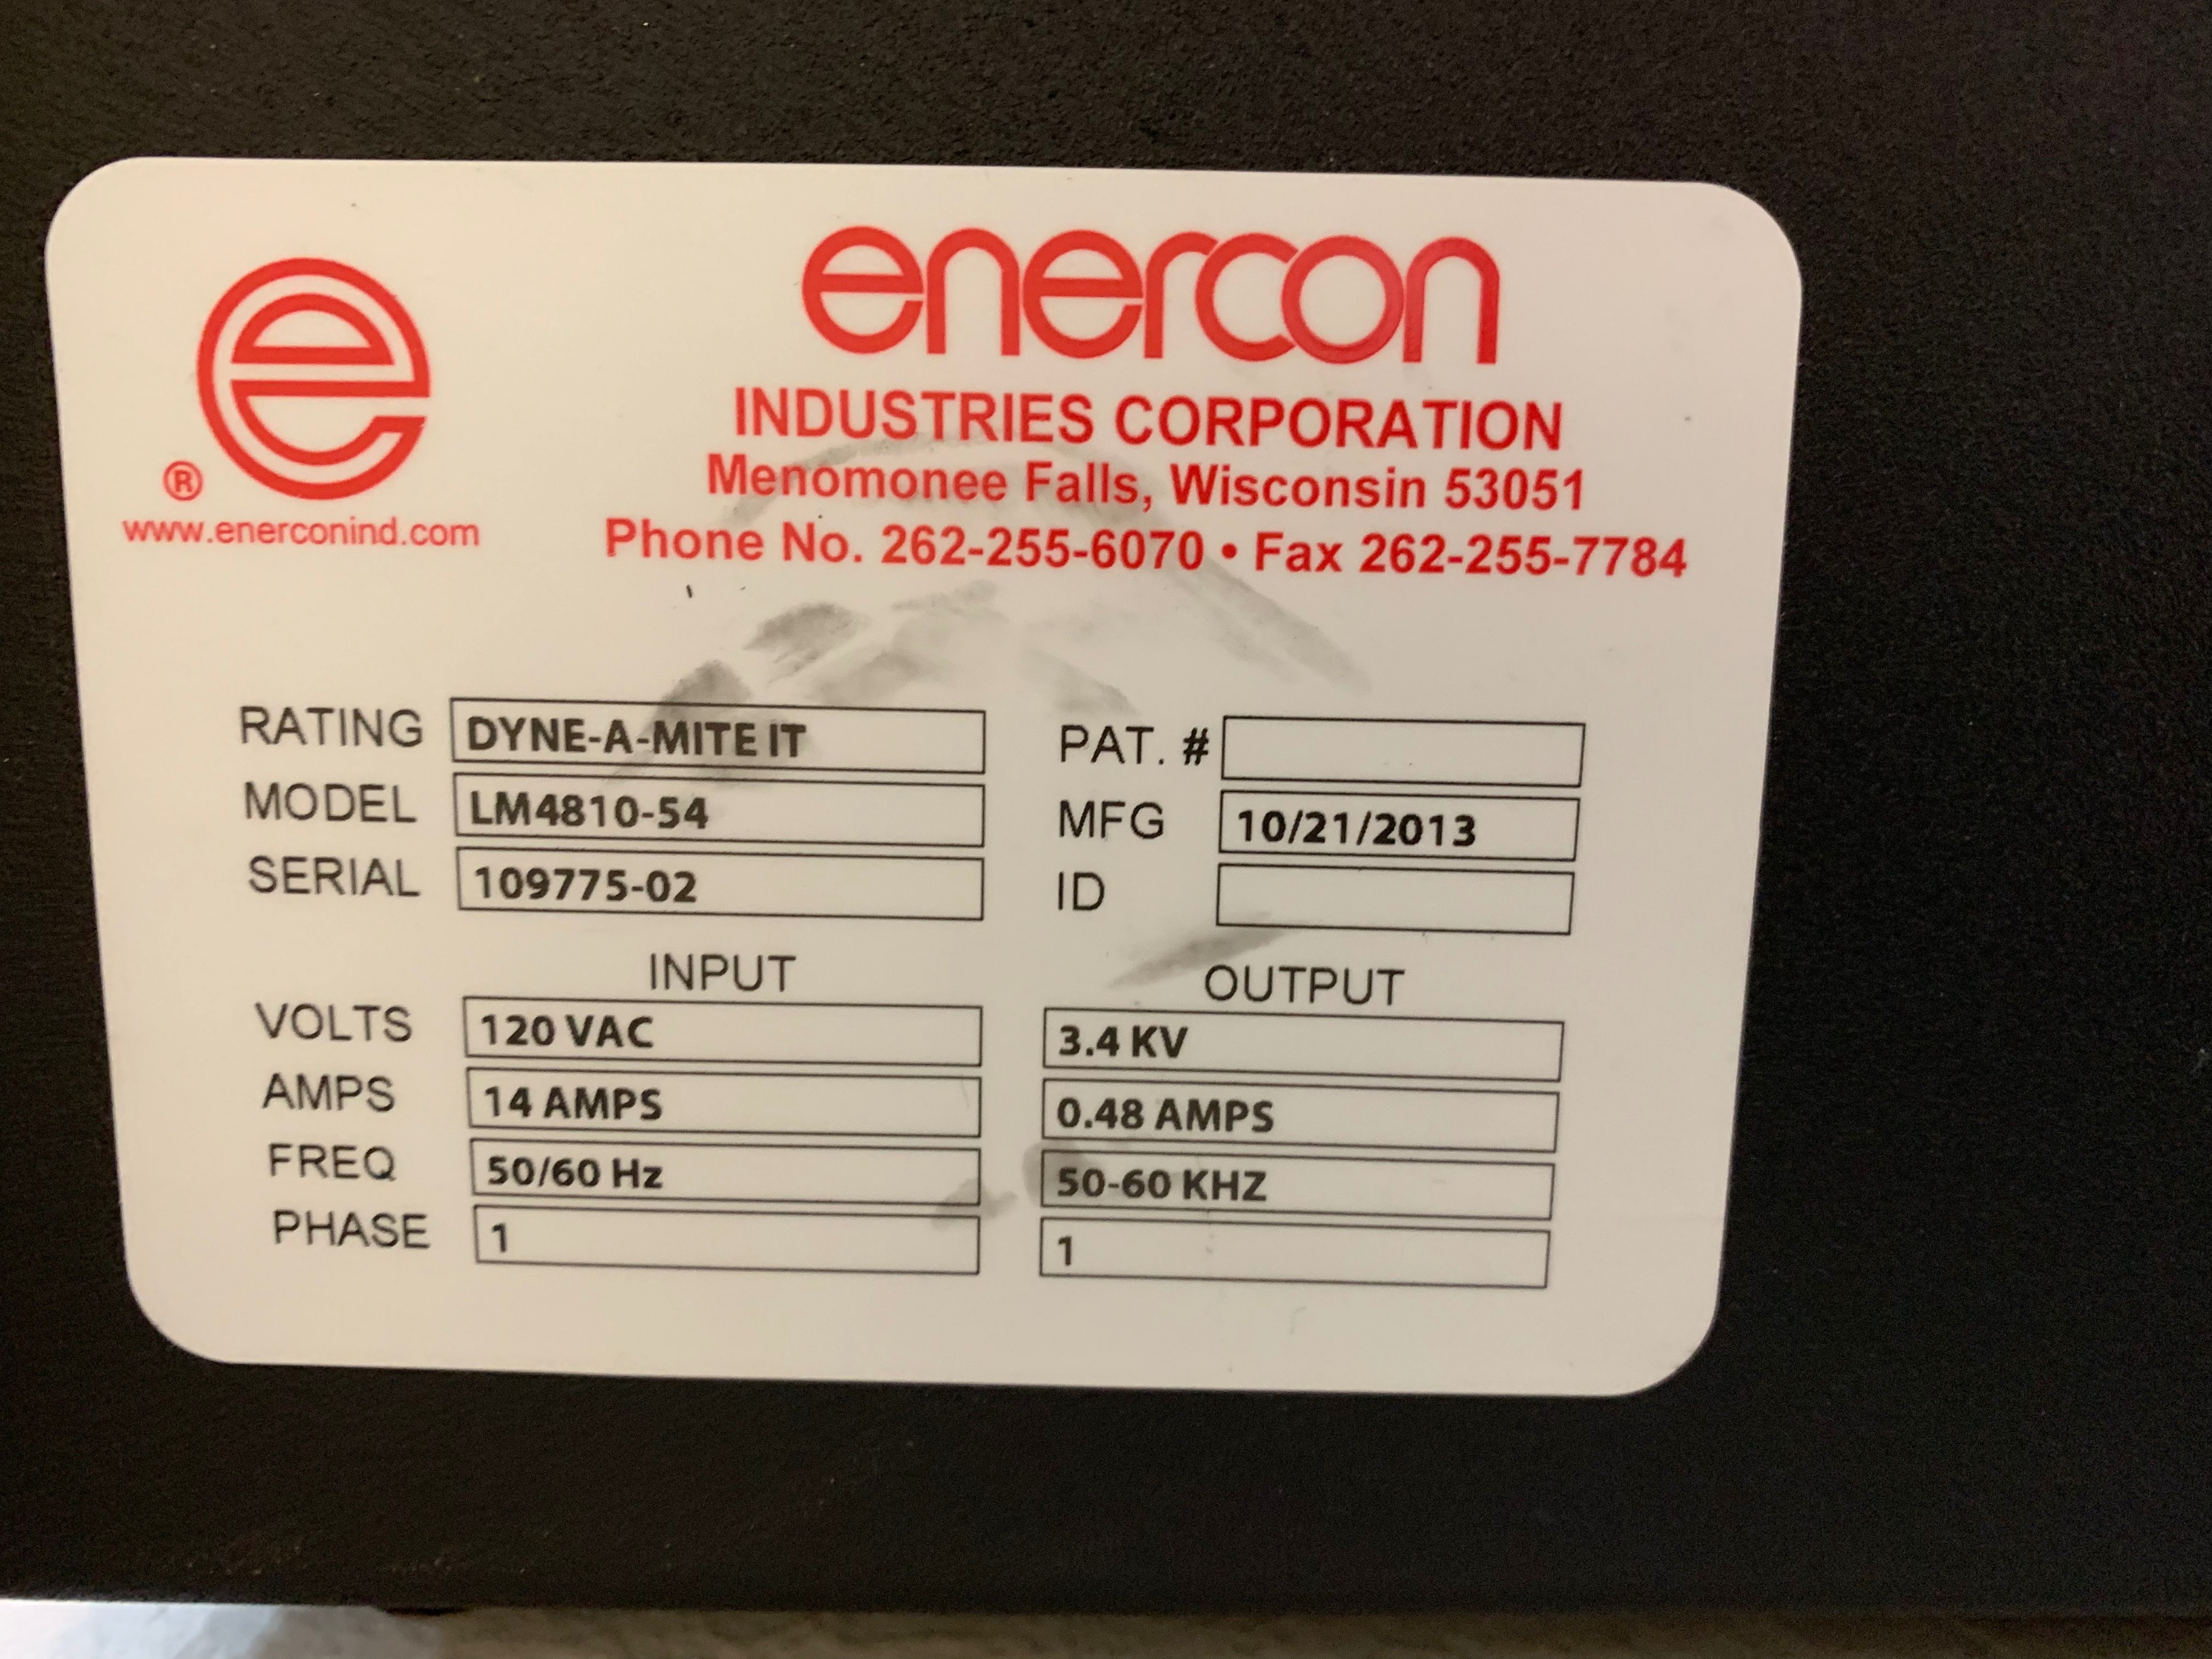 e
®
www.enerconind.com
enercon
INDUSTRIES CORPORATION
Menomonee Falls, Wisconsin 53051
Phone No. 262-255-6070 • Fax 262-255-7784
RATING DYNE-A-MITE IT
MODEL LM4810-54
SERIAL 109775-02
PAT. #
MFG 10/21/2013
ID
INPUT OUTPUT
VOLTS 120 VAC 3.4 KV
AMPS 14 AMPS 0.48 AMPS
FREQ 50/60 Hz 50-60 KHZ
PHASE 1 1